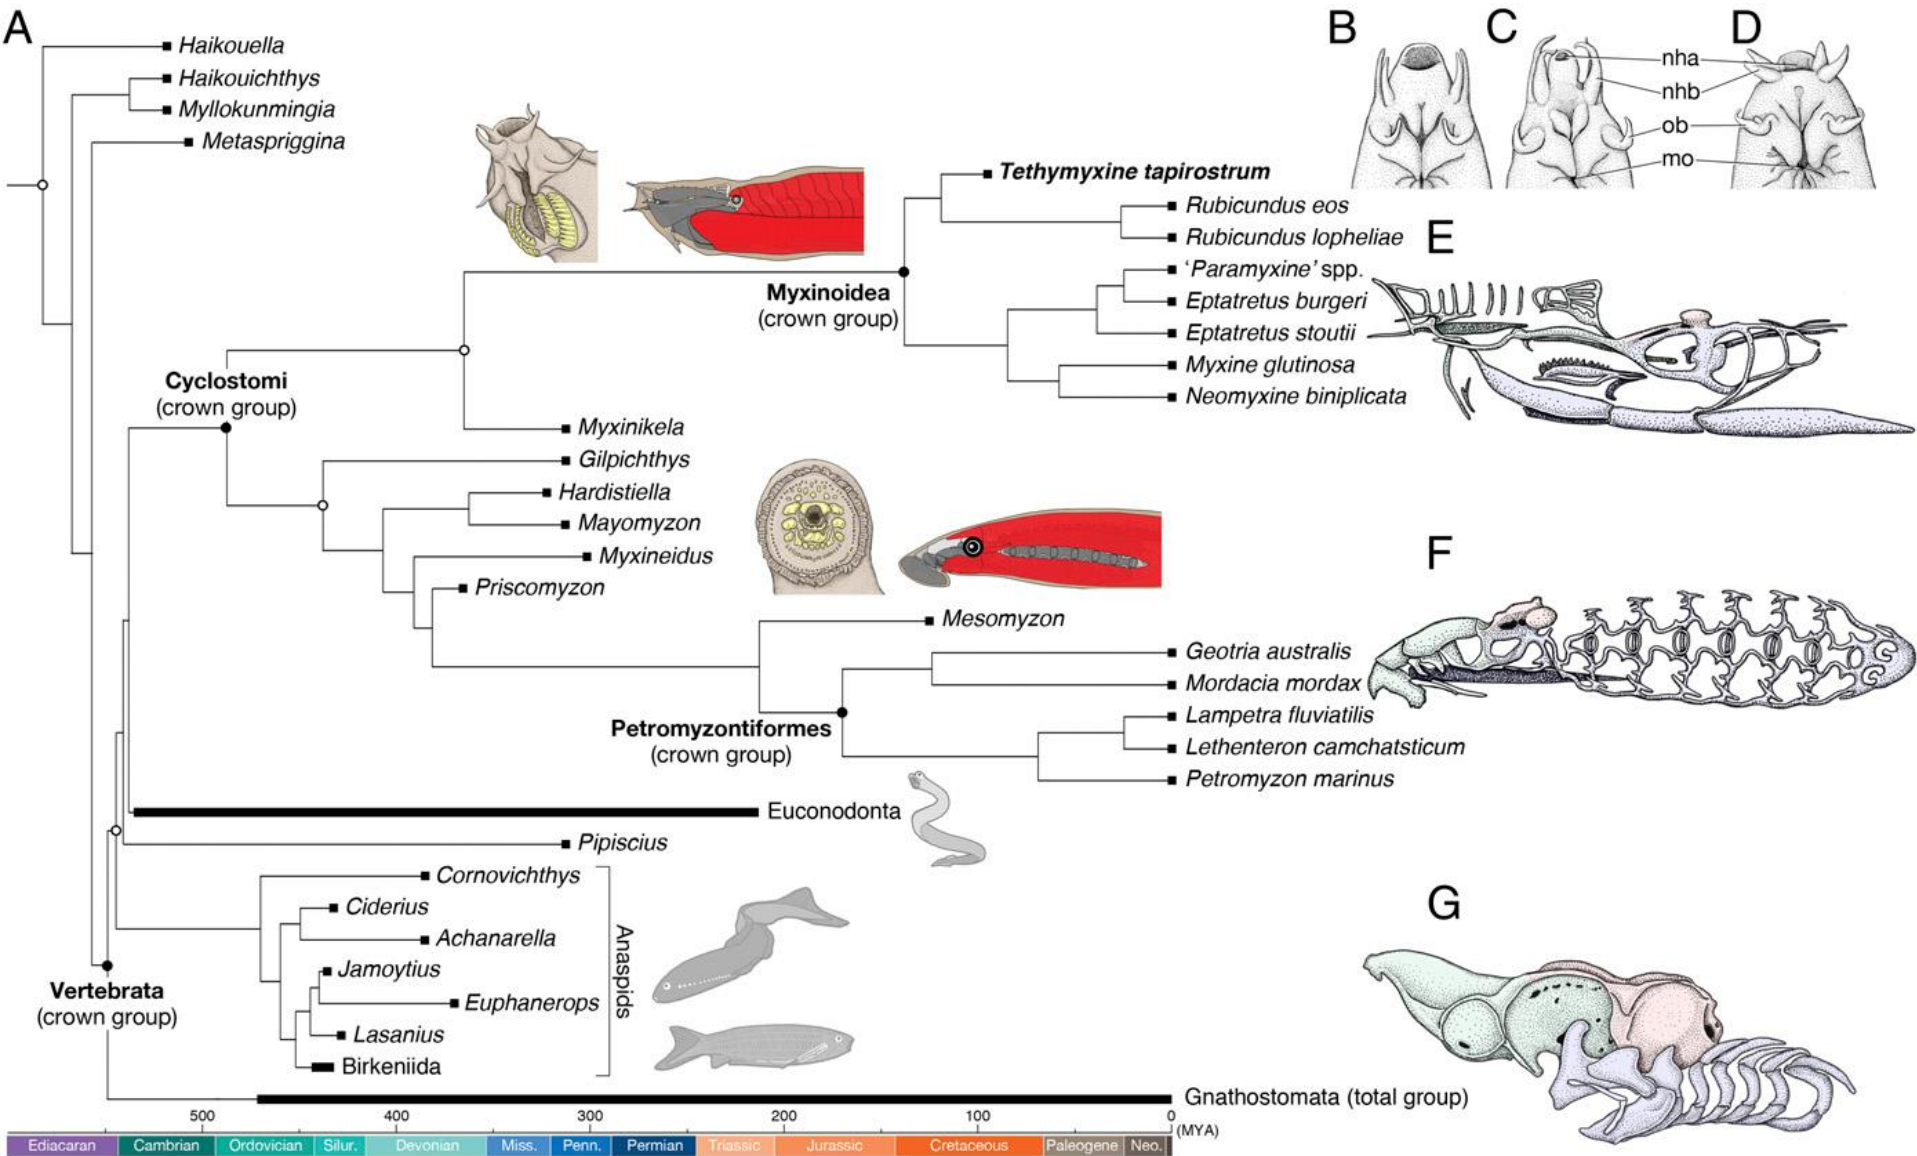 A
B
C
D
Haikouella
Haikouichthys
Myllokunmingia
Metaspriggina
nha
nhb
ob
mo
Tethymyxine tapirostrum
Rubicundus eos
Rubicundus lopheliae
E
'Paramyxine' spp.
Myxinoidea
(crown group)
Eptatretus burgeri
Eptatretus stoutii
Myxine glutinosa
Cyclostomi
(crown group)
Neomyxine biniplicata
Myxinikela
Gilpichthys
Hardistiella
Mayomyzon
F
Myxineidus
Priscomyzon
Mesomyzon
Geotria australis
Mordacia mordax
Petromyzontiformes
(crown group)
Lampetra fluviatilis
Lethenteron camchatsticum
Petromyzon marinus
Euconodonta
Pipiscius
Cornovichthys
G
Ciderius
Achanarella
Anaspids
Jamoytius
Vertebrata
(crown group)
Euphanerops
Lasanius
Birkeniida
Gnathostomata (total group)
500 400 300 200 100 0 (MYA)
Ediacaran Cambrian Ordovician Silur. Devonian Miss. Penn. Permian Triassic Jurassic Cretaceous Paleogene Neo.